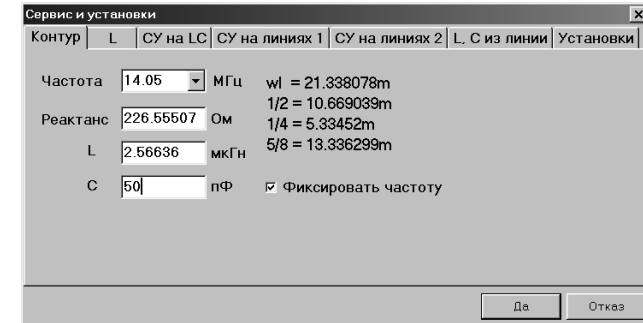 Сервис и установки
Контур L СУ на LC СУ на линиях 1 СУ на линиях 2 L, C из линии Установки
Частота 14.05 МГц wl = 21.338078m
1/2 = 10.669039m
Реактанс 226.55507 Ом 1/4 = 5.33452m
L 2.56636 мкГн 5/8 = 13.336299m
C 50 пФ Фиксировать частоту
Да Отказ